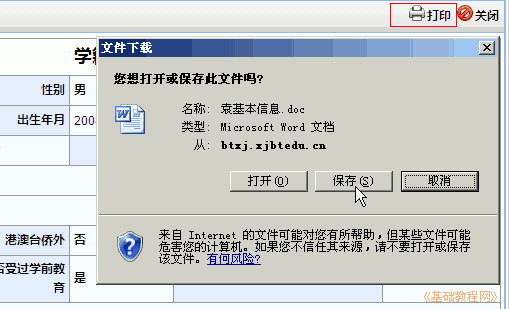 打印 关闭
学
文件下载
您想打开或保存此文件吗?
性别 男
名称: 袁基本信息.doc
类型: Microsoft Word 文档
出生年月 200
从: btxj.xjbtedu.cn
打开(O) 保存(S) 取消
来自 Internet 的文件可能对您有所帮助，但某些文件可能
危害您的计算机。如果您不信任其来源，请不要打开或保存
该文件。有何风险?
港澳台侨外 否
否受过学前教
育
是
《基础教程网》